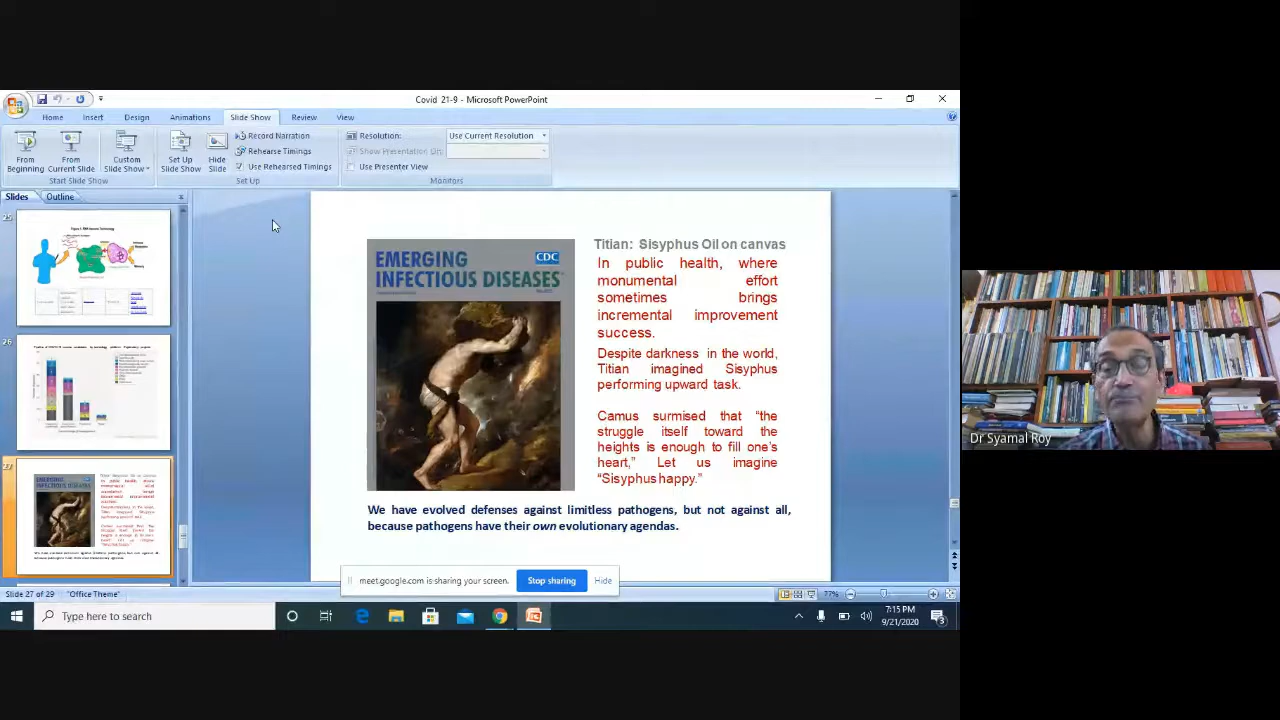 Covid 21-9 - Microsoft PowerPoint
Home Insert Design Animations Slide Show Review View
From Beginning
From Current Slide
Custom Slide Show
Start Slide Show
Set Up Slide Show
Hide Slide
Record Narration
Rehearse Timings
Use Rehearsed Timings
Set Up
Resolution: Use Current Resolution
Show Presentation On:
Use Presenter View
Monitors
Slides Outline
25
26
27
EMERGING
INFECTIOUS DISEASES
CDC
Titian: Sisyphus Oil on canvas
In public health, where
monumental effort
sometimes brings
incremental improvement
success.
Despite darkness in the world,
Titian imagined Sisyphus
performing upward task.
Camus surmised that “the
struggle itself toward the
heights is enough to fill one’s
heart,” Let us imagine
“Sisyphus happy.”
We have evolved defenses against limitless pathogens, but not against all,
because pathogens have their own evolutionary agendas.
meet.google.com is sharing your screen. Stop sharing Hide
Slide 27 of 29 "Office Theme" 77%
Type here to search
7:15 PM
9/21/2020
3
Dr Syamal Roy